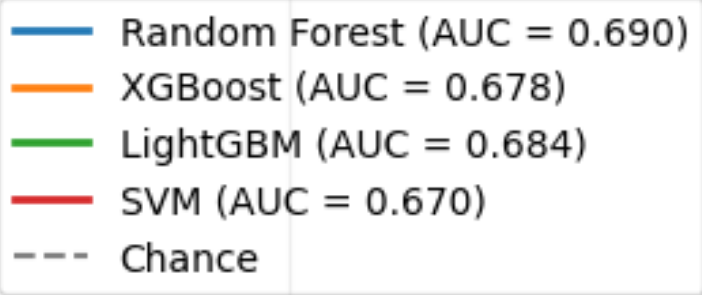 Random Forest (AUC = 0.690)
XGBoost (AUC = 0.678)
LightGBM (AUC = 0.684)
SVM (AUC = 0.670)
Chance